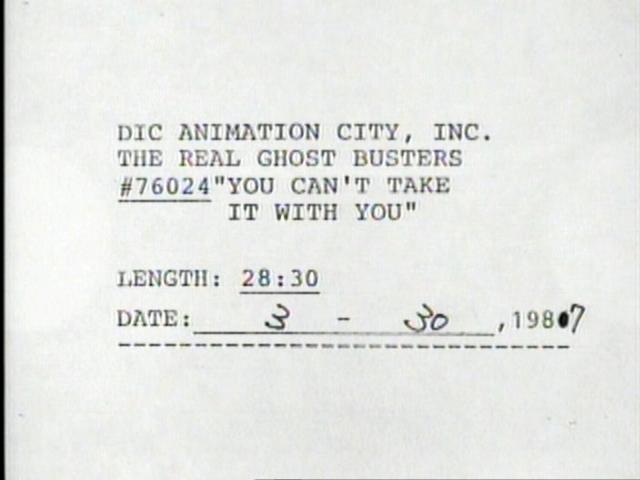 DIC ANIMATION CITY, INC.
THE REAL GHOST BUSTERS
#76024"YOU CAN'T TAKE
IT WITH YOU"
LENGTH: 28:30
DATE: 3 - 30 ,1987